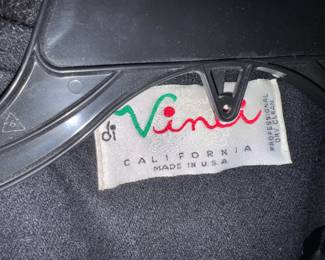 di Vinci
CALIFORNIA
MADE IN U.S.A
PROFESSIONAL
DRY CLEAN